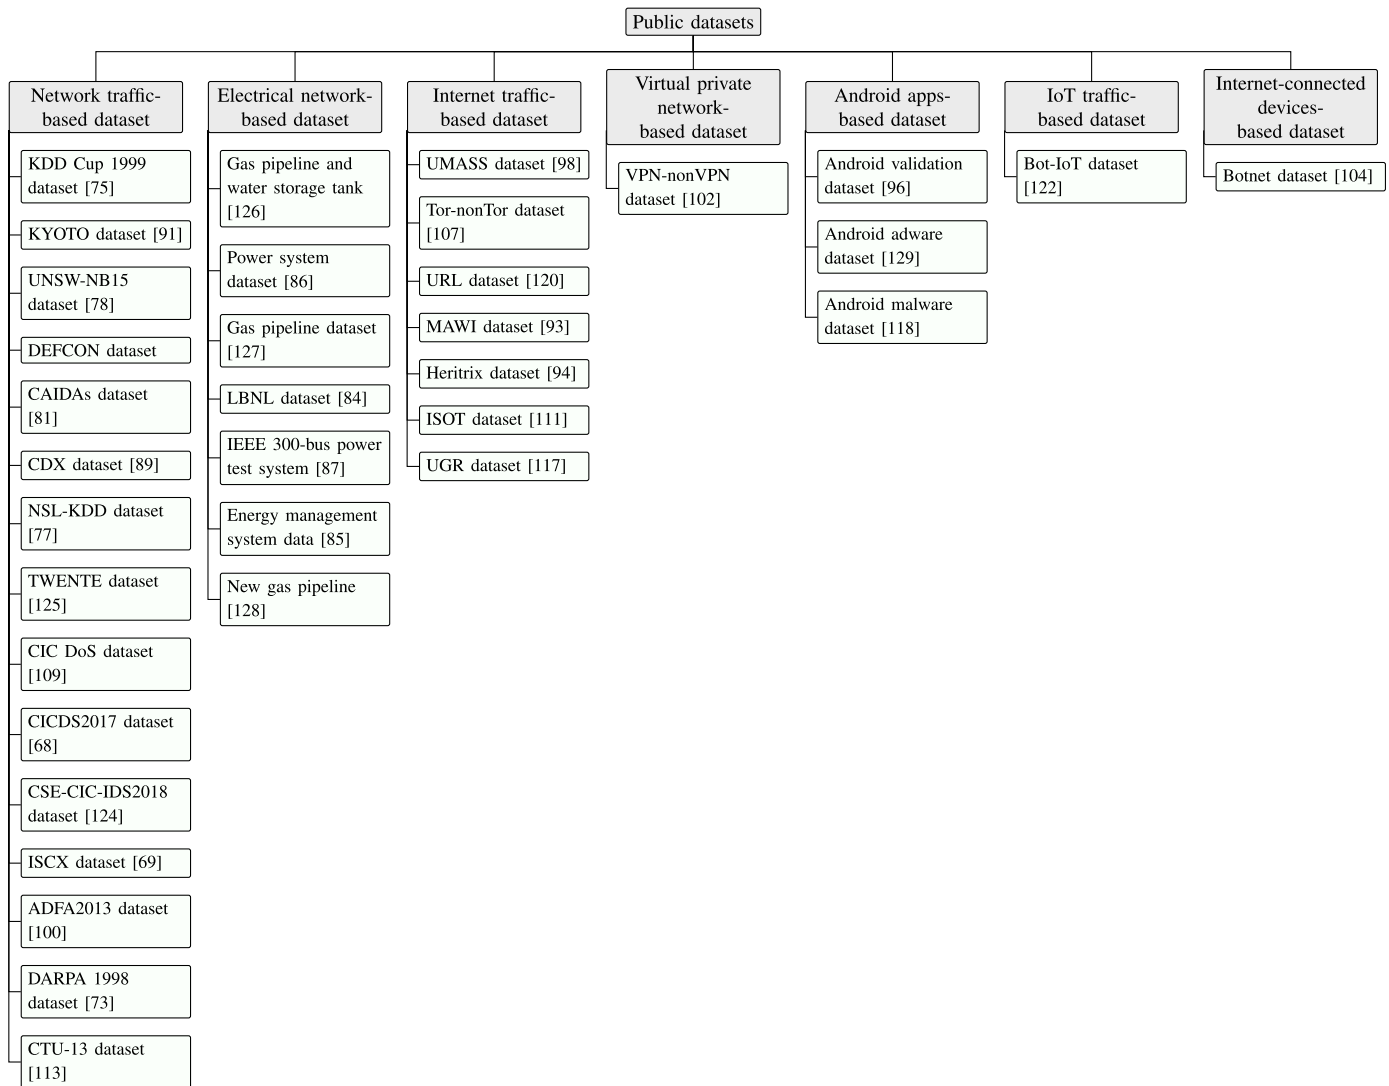 Public datasets
Network traffic-
based dataset
KDD Cup 1999
dataset [75]
KYOTO dataset [91]
UNSW-NB15
dataset [78]
DEFCON dataset
CAIDAs dataset
[81]
CDX dataset [89]
NSL-KDD dataset
[77]
TWENTE dataset
[125]
CIC DoS dataset
[109]
CICDS2017 dataset
[68]
CSE-CIC-IDS2018
dataset [124]
ISCX dataset [69]
ADFA2013 dataset
[100]
DARPA 1998
dataset [73]
CTU-13 dataset
[113]
Electrical network-
based dataset
Gas pipeline and
water storage tank
[126]
Power system
dataset [86]
Gas pipeline dataset
[127]
LBNL dataset [84]
IEEE 300-bus power
test system [87]
Energy management
system data [85]
New gas pipeline
[128]
Internet traffic-
based dataset
UMASS dataset [98]
Tor-nonTor dataset
[107]
URL dataset [120]
MAWI dataset [93]
Heritrix dataset [94]
ISOT dataset [111]
UGR dataset [117]
Virtual private
network-
based dataset
VPN-nonVPN
dataset [102]
Android apps-
based dataset
Android validation
dataset [96]
Android adware
dataset [129]
Android malware
dataset [118]
IoT traffic-
based dataset
Bot-IoT dataset
[122]
Internet-connected
devices-
based dataset
Botnet dataset [104]